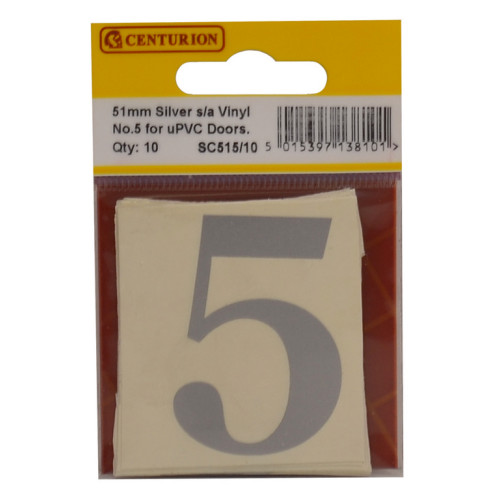 CENTURION
51mm Silver s/a Vinyl
No.5 for uPVC Doors.
Qty: 10 SC515/10
5 015397 138101 >
5